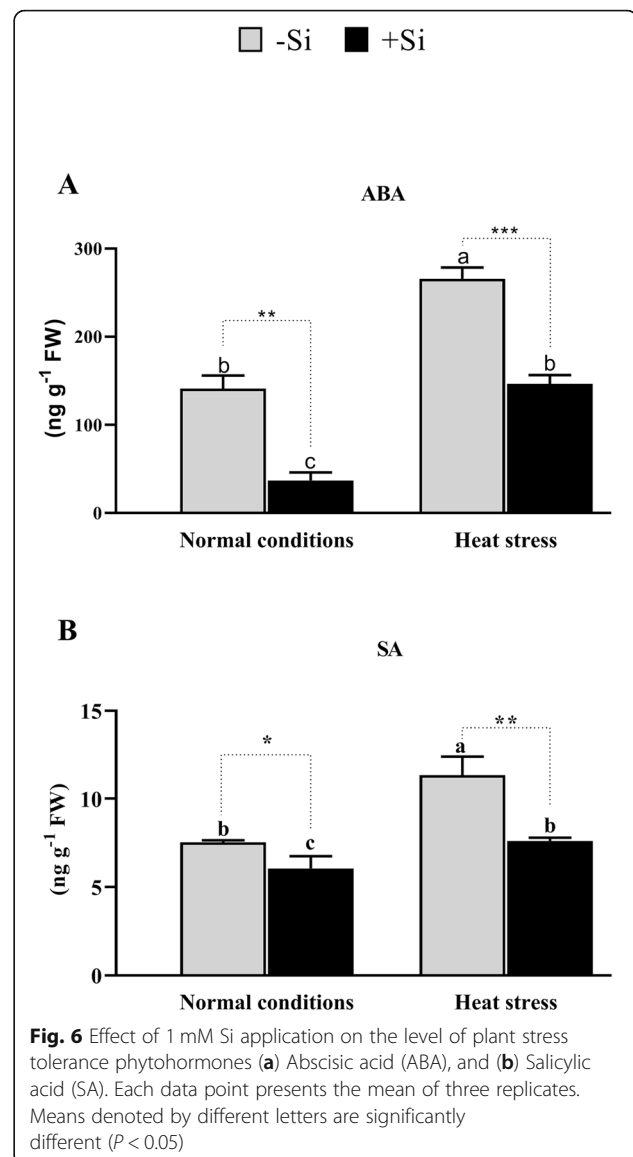 -Si +Si
A
ABA
(ng g⁻¹ FW)
300
200
100
0
**
***
b
c
a
b
Normal conditions Heat stress
B
SA
(ng g⁻¹ FW)
15
10
5
0
*
**
b
c
a
b
Normal conditions Heat stress
Fig. 6 Effect of 1 mM Si application on the level of plant stress
tolerance phytohormones (a) Abscisic acid (ABA), and (b) Salicylic
acid (SA). Each data point presents the mean of three replicates.
Means denoted by different letters are significantly
different (P < 0.05)